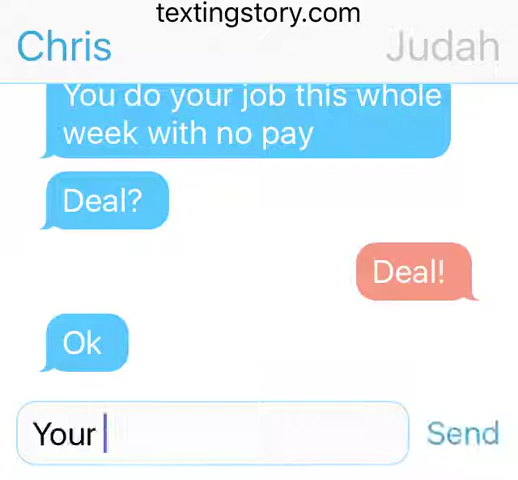 textingstory.com
Chris
Judah
You do your job this whole
week with no pay
Deal?
Deal!
Ok
Your
Send